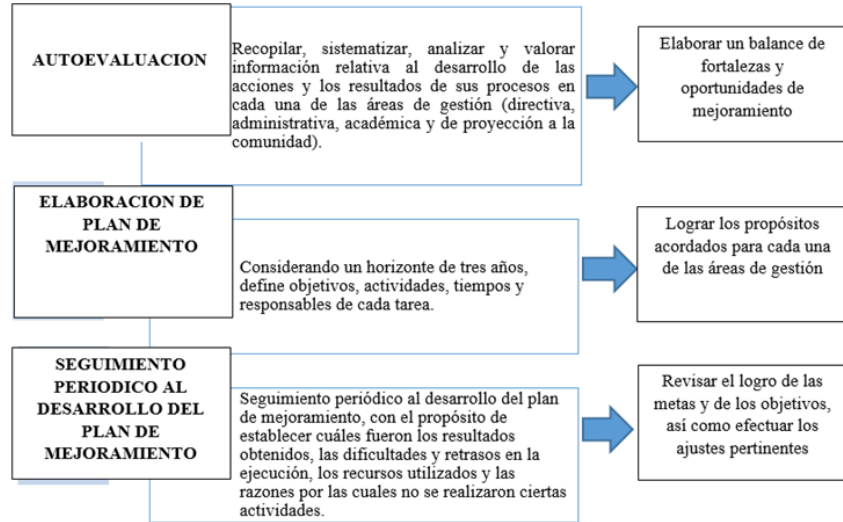 AUTOEVALUACION
Recopilar, sistematizar, analizar y valorar
información relativa al desarrollo de las
acciones y los resultados de sus procesos en
cada una de las áreas de gestión (directiva,
administrativa, académica y de proyección a la
comunidad).
Elaborar un balance de
fortalezas y
oportunidades de
mejoramiento
ELABORACION DE
PLAN DE
MEJORAMIENTO
Considerando un horizonte de tres años,
define objetivos, actividades, tiempos y
responsables de cada tarea.
Lograr los propósitos
acordados para cada una
de las áreas de gestión
SEGUIMIENTO
PERIODICO AL
DESARROLLO DEL
PLAN DE
MEJORAMIENTO
Seguimiento periódico al desarrollo del plan
de mejoramiento, con el propósito de
establecer cuáles fueron los resultados
obtenidos, las dificultades y retrasos en la
ejecución, los recursos utilizados y las
razones por las cuales no se realizaron ciertas
actividades.
Revisar el logro de las
metas y de los objetivos,
así como efectuar los
ajustes pertinentes